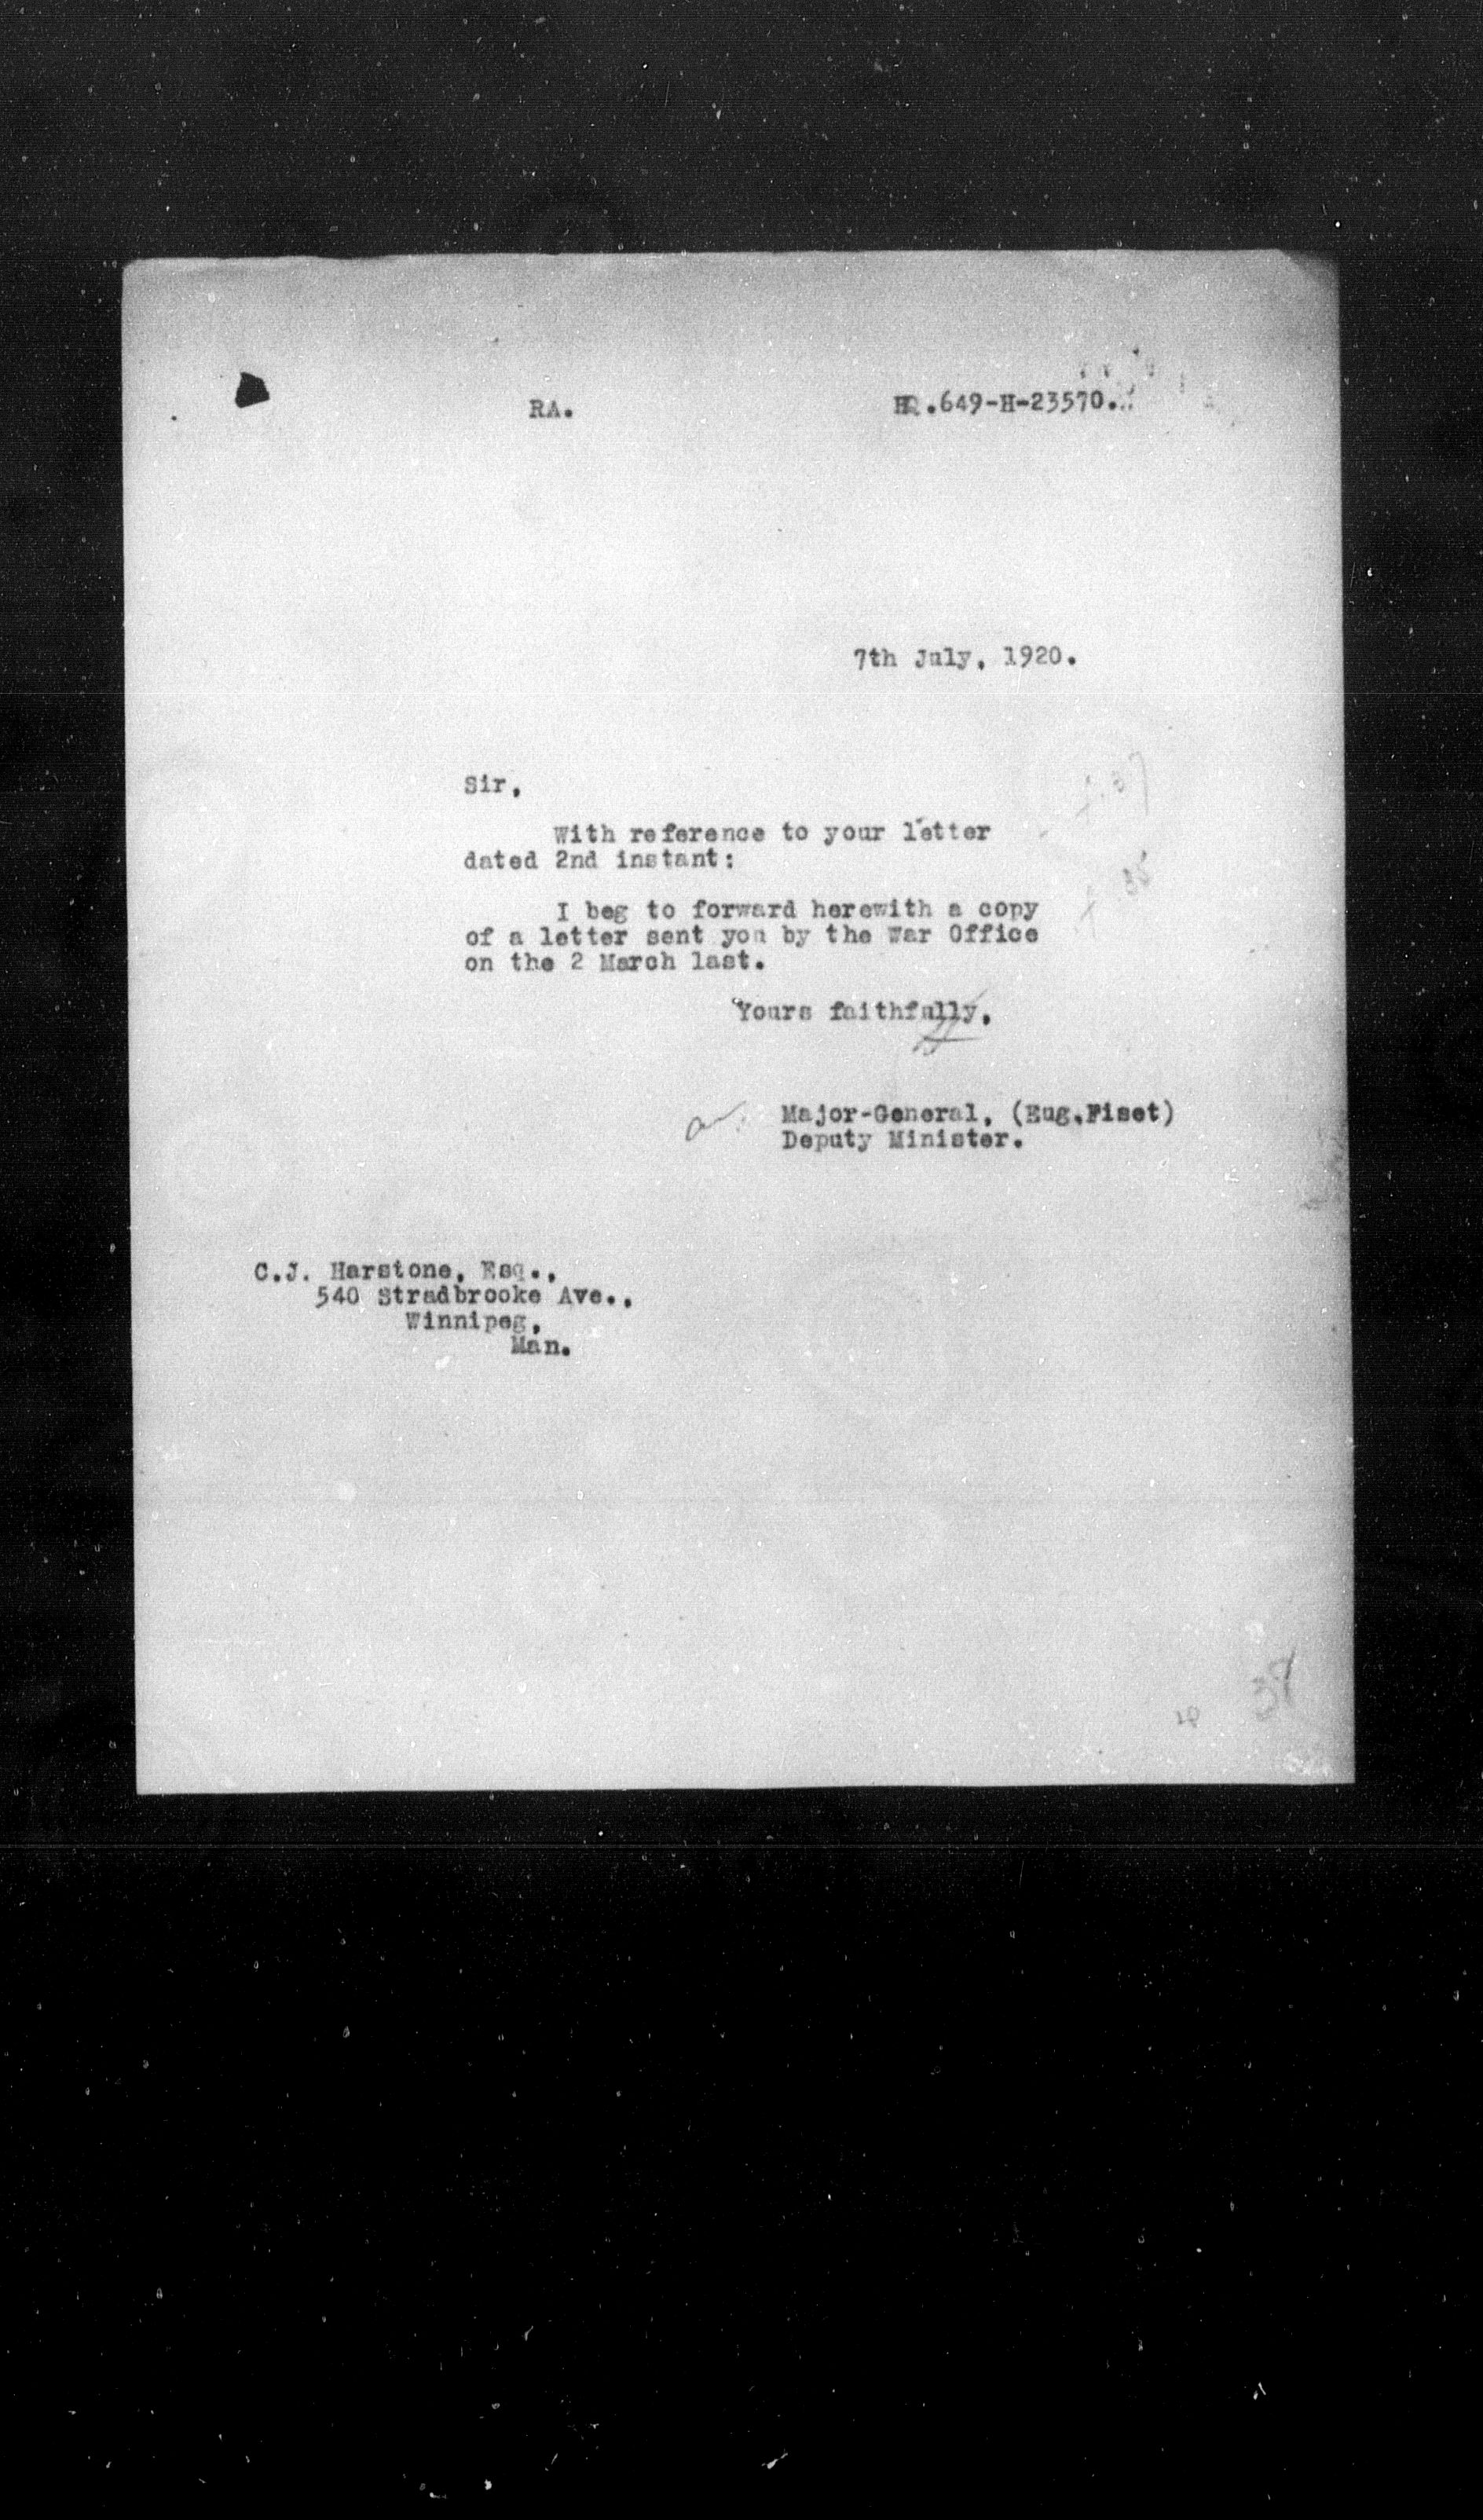 RA. HQ.649-H-23570.
7th July, 1920.
Sir,
With reference to your letter
dated 2nd instant:
I beg to forward herewith a copy
of a letter sent you by the War Office
on the 2 March last.
Yours faithfully,
Major-General, (Eug.Fiset)
Deputy Minister.
C.J. Harstone, Esq.,
540 Stradbrooke Ave.,
Winnipeg,
Man.